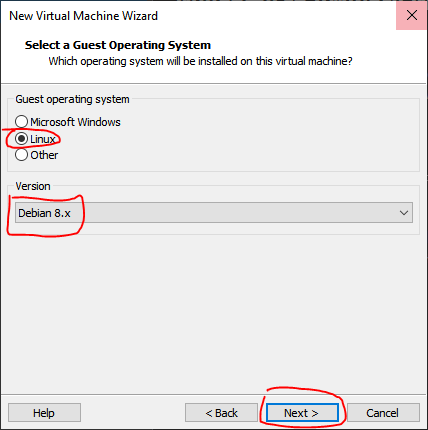 New Virtual Machine Wizard
Select a Guest Operating System
Which operating system will be installed on this virtual machine?
Guest operating system
Microsoft Windows
Linux
Other
Version
Debian 8.x
Help
< Back
Next >
Cancel